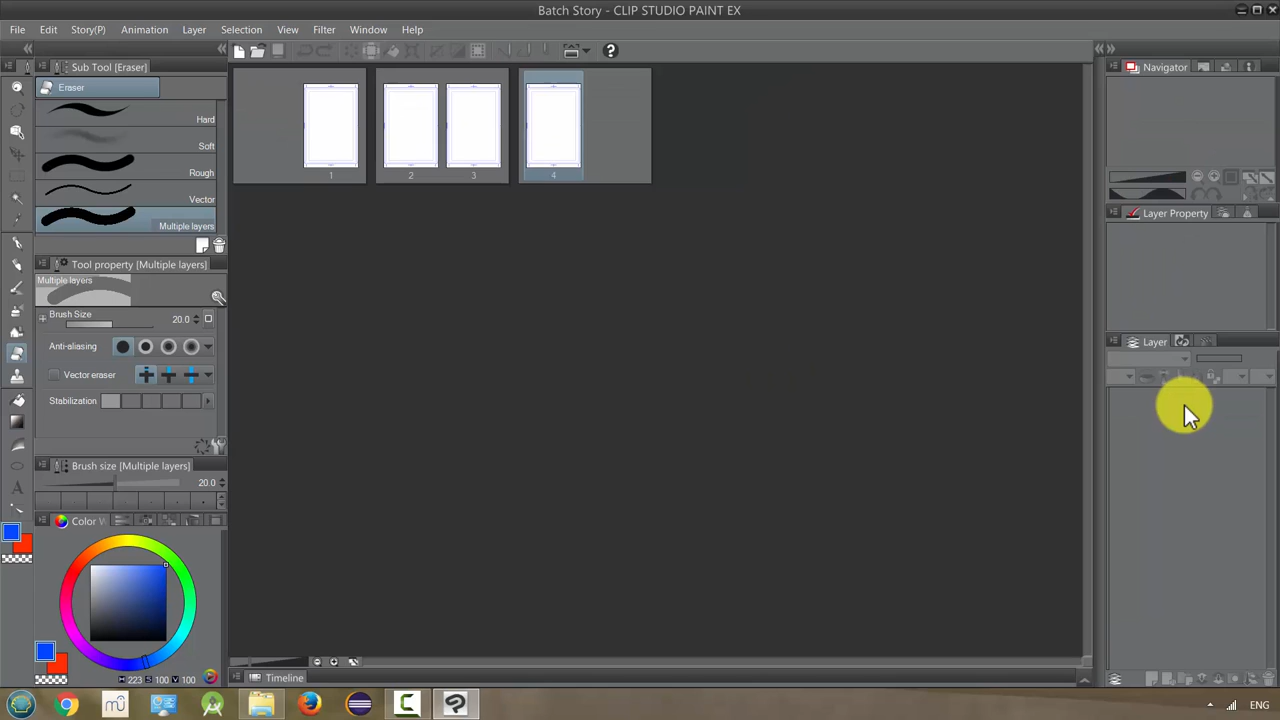 Batch Story - CLIP STUDIO PAINT EX
File Edit Story(P) Animation Layer Selection View Filter Window Help
Sub Tool [Eraser]
Eraser
Hard
Soft
Rough
Vector
Multiple layers
Tool property [Multiple layers]
Multiple layers
Brush Size 20.0
Anti-aliasing
Vector eraser
Stabilization
Brush size [Multiple layers]
20.0
Color W
H 223 S 100 V 100
1 2 3 4
Timeline
Navigator
Layer Property
Layer
ENG